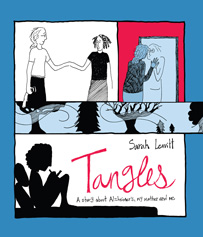 Sarah Leavitt
Tangles
A story about Alzheimer's, my mother and me